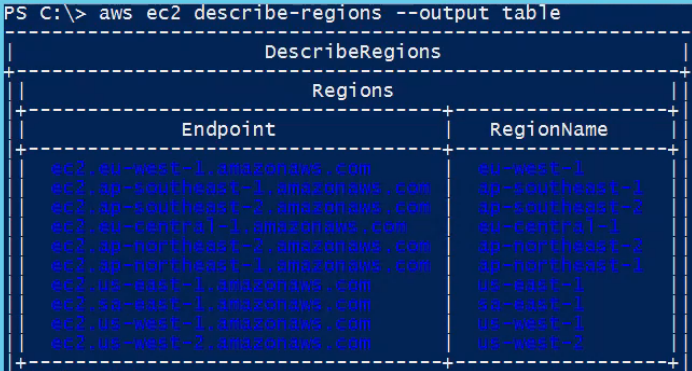 PS C:\> aws ec2 describe-regions --output table
DescribeRegions
Regions
Endpoint | RegionName
ec2.eu-west-1.amazonaws.com | eu-west-1
ec2.ap-southeast-1.amazonaws.com | ap-southeast-1
ec2.ap-southeast-2.amazonaws.com | ap-southeast-2
ec2.eu-central-1.amazonaws.com | eu-central-1
ec2.ap-northeast-2.amazonaws.com | ap-northeast-2
ec2.ap-northeast-1.amazonaws.com | ap-northeast-1
ec2.us-east-1.amazonaws.com | us-east-1
ec2.sa-east-1.amazonaws.com | sa-east-1
ec2.us-west-1.amazonaws.com | us-west-1
ec2.us-west-2.amazonaws.com | us-west-2